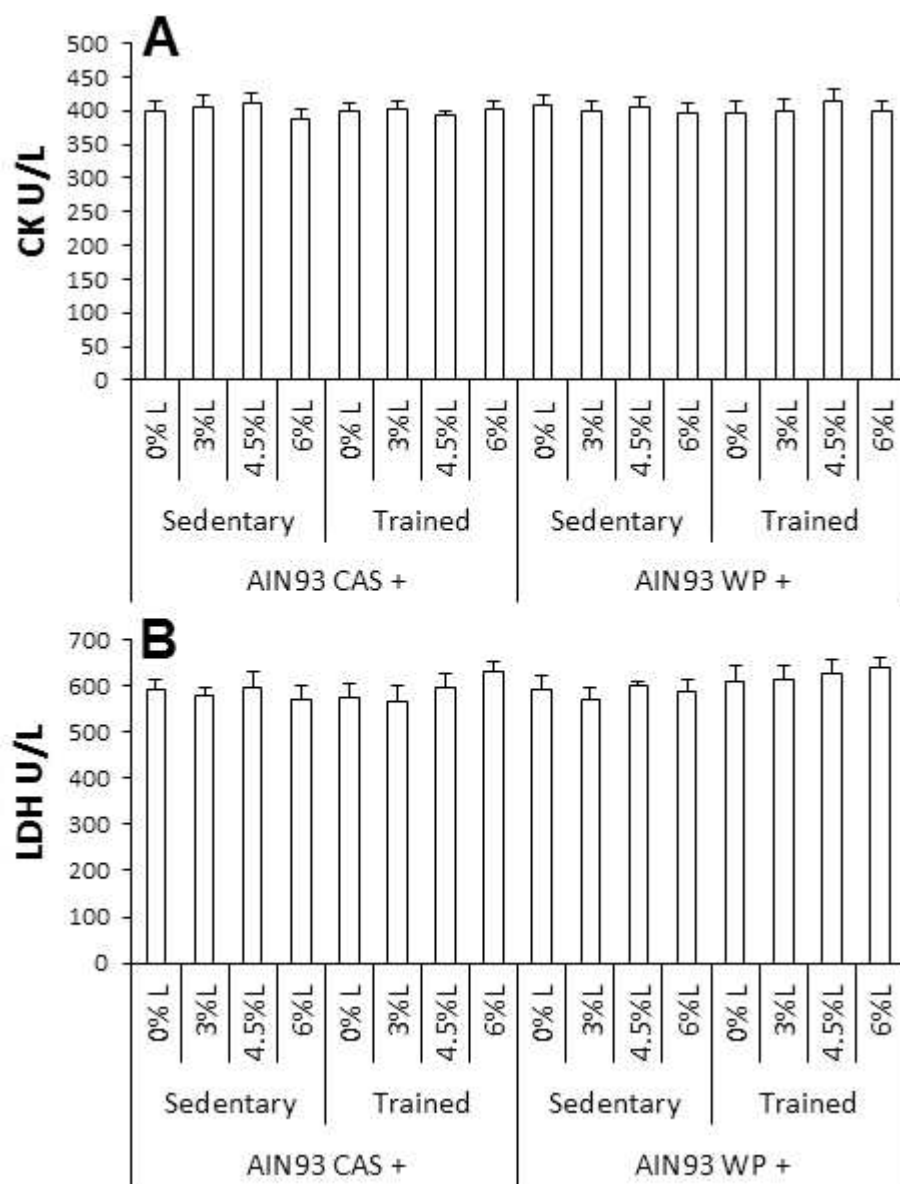 A
500
450
400
350
300
250
200
150
100
50
0
CK U/L
0% L 3%L 4.5%L 6%L 0% L 3%L 4.5%L 6%L 0% L 3%L 4.5%L 6%L 0% L 3%L 4.5%L 6%L
Sedentary Trained Sedentary Trained
AIN93 CAS + AIN93 WP +
B
700
600
500
400
300
200
100
0
LDH U/L
0% L 3%L 4.5%L 6%L 0% L 3%L 4.5%L 6%L 0% L 3%L 4.5%L 6%L 0% L 3%L 4.5%L 6%L
Sedentary Trained Sedentary Trained
AIN93 CAS + AIN93 WP +